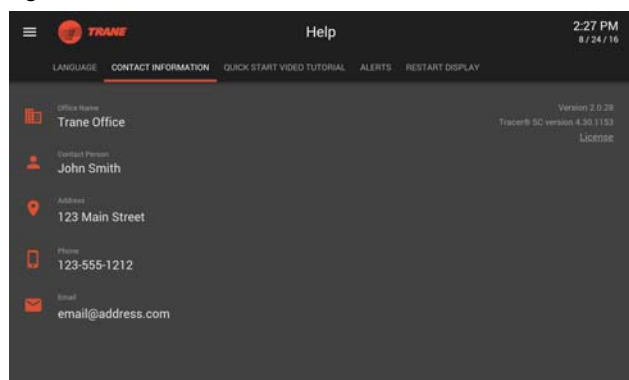 TRANE
Help
2:27 PM
8 / 24 / 16
LANGUAGE CONTACT INFORMATION QUICK START VIDEO TUTORIAL ALERTS RESTART DISPLAY
Office Name
Trane Office
Version 2.0.28
Tracer® SC version 4.30.1153
License
Contact Person
John Smith
Address
123 Main Street
Phone
123-555-1212
Email
email@address.com